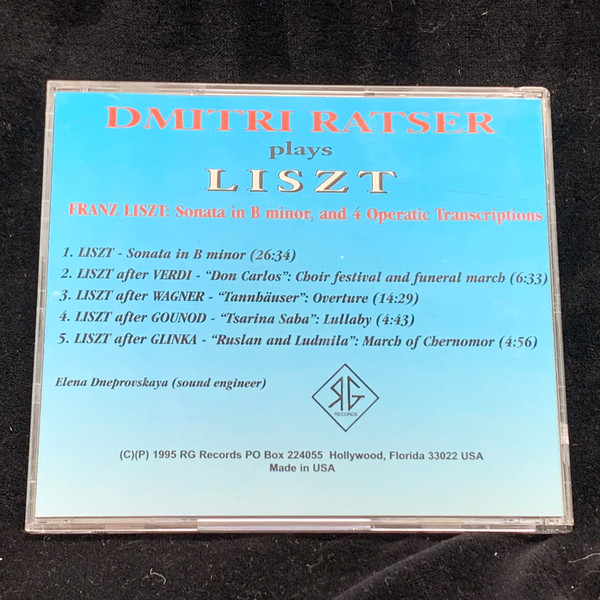 DMITRI RATSER
plays
LISZT
FRANZ LISZT: Sonata in B minor, and 4 Operatic Transcriptions
1. LISZT - Sonata in B minor (26:34)
2. LISZT after VERDI - “Don Carlos”: Choir festival and funeral march (6:33)
3. LISZT after WAGNER - “Tannhäuser”: Overture (14:29)
4. LISZT after GOUNOD - “Tsarina Saba”: Lullaby (4:43)
5. LISZT after GLINKA - “Ruslan and Ludmila”: March of Chernomor (4:56)
Elena Dneprovskaya (sound engineer)
RG
RECORDS
(C)(P) 1995 RG Records PO Box 224055 Hollywood, Florida 33022 USA
Made in USA